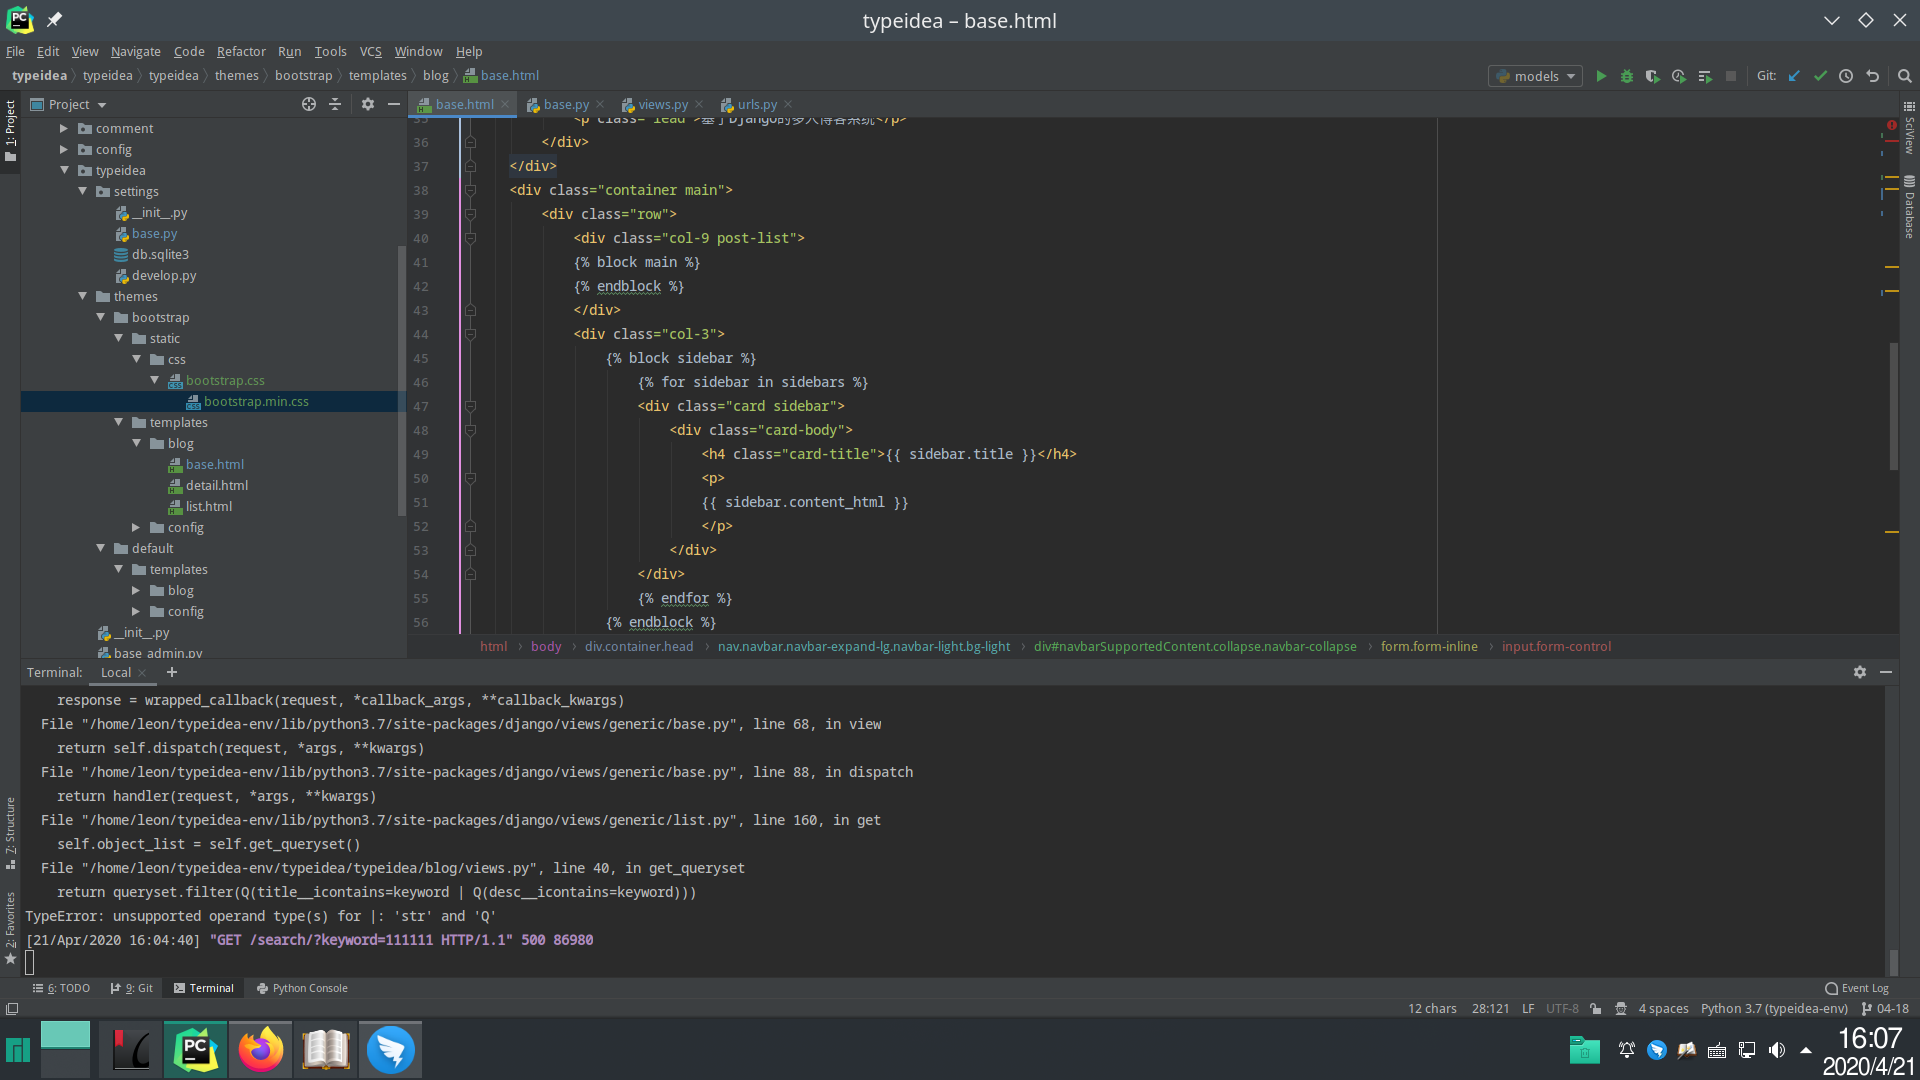 typeidea – base.html
File Edit View Navigate Code Refactor Run Tools VCS Window Help
typeidea typeidea typeidea themes bootstrap templates blog base.html
models Git:
1: Project
Project
base.html base.py views.py urls.py
comment
config
typeidea
settings
__init__.py
base.py
db.sqlite3
develop.py
themes
bootstrap
static
css
bootstrap.css
bootstrap.min.css
templates
blog
base.html
detail.html
list.html
config
default
templates
blog
config
__init__.py
base_admin.py
35 <p class="lead">基于Django的多人博客系统</p>
36 </div>
37 </div>
38 <div class="container main">
39 <div class="row">
40 <div class="col-9 post-list">
41 {% block main %}
42 {% endblock %}
43 </div>
44 <div class="col-3">
45 {% block sidebar %}
46 {% for sidebar in sidebars %}
47 <div class="card sidebar">
48 <div class="card-body">
49 <h4 class="card-title">{{ sidebar.title }}</h4>
50 <p>
51 {{ sidebar.content_html }}
52 </p>
53 </div>
54 </div>
55 {% endfor %}
56 {% endblock %}
html body div.container.head nav.navbar.navbar-expand-lg.navbar-light.bg-light div#navbarSupportedContent.collapse.navbar-collapse form.form-inline input.form-control
SciView
Database
Terminal: Local +
response = wrapped_callback(request, *callback_args, **callback_kwargs)
File "/home/leon/typeidea-env/lib/python3.7/site-packages/django/views/generic/base.py", line 68, in view
return self.dispatch(request, *args, **kwargs)
File "/home/leon/typeidea-env/lib/python3.7/site-packages/django/views/generic/base.py", line 88, in dispatch
return handler(request, *args, **kwargs)
File "/home/leon/typeidea-env/lib/python3.7/site-packages/django/views/generic/list.py", line 160, in get
self.object_list = self.get_queryset()
File "/home/leon/typeidea-env/typeidea/typeidea/blog/views.py", line 40, in get_queryset
return queryset.filter(Q(title__icontains=keyword | Q(desc__icontains=keyword)))
TypeError: unsupported operand type(s) for |: 'str' and 'Q'
[21/Apr/2020 16:04:40] "GET /search/?keyword=111111 HTTP/1.1" 500 86980
7: Structure
2: Favorites
6: TODO 9: Git Terminal Python Console Event Log
12 chars 28:121 LF UTF-8 4 spaces Python 3.7 (typeidea-env) 04-18
16:07
2020/4/21